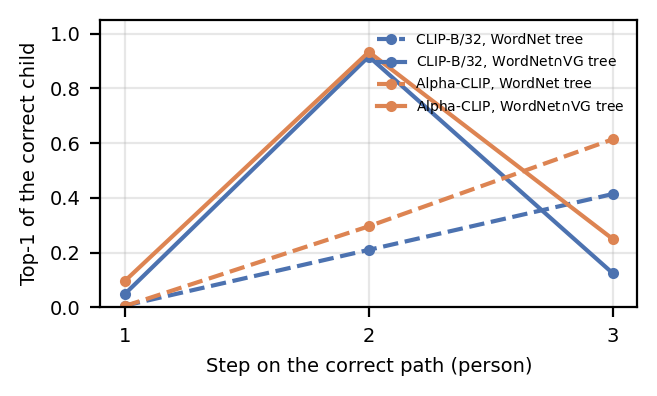 1.0
0.8
0.6
0.4
0.2
0.0
Top-1 of the correct child
CLIP-B/32, WordNet tree
CLIP-B/32, WordNet∩VG tree
Alpha-CLIP, WordNet tree
Alpha-CLIP, WordNet∩VG tree
1 2 3
Step on the correct path (person)